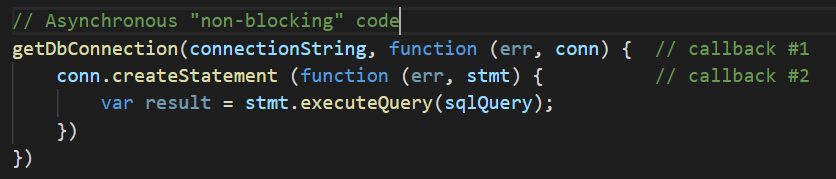 // Asynchronous "non-blocking" code
getDbConnection(connectionString, function (err, conn) {  // callback #1
    conn.createStatement (function (err, stmt) {          // callback #2
        var result = stmt.executeQuery(sqlQuery);
    })
})